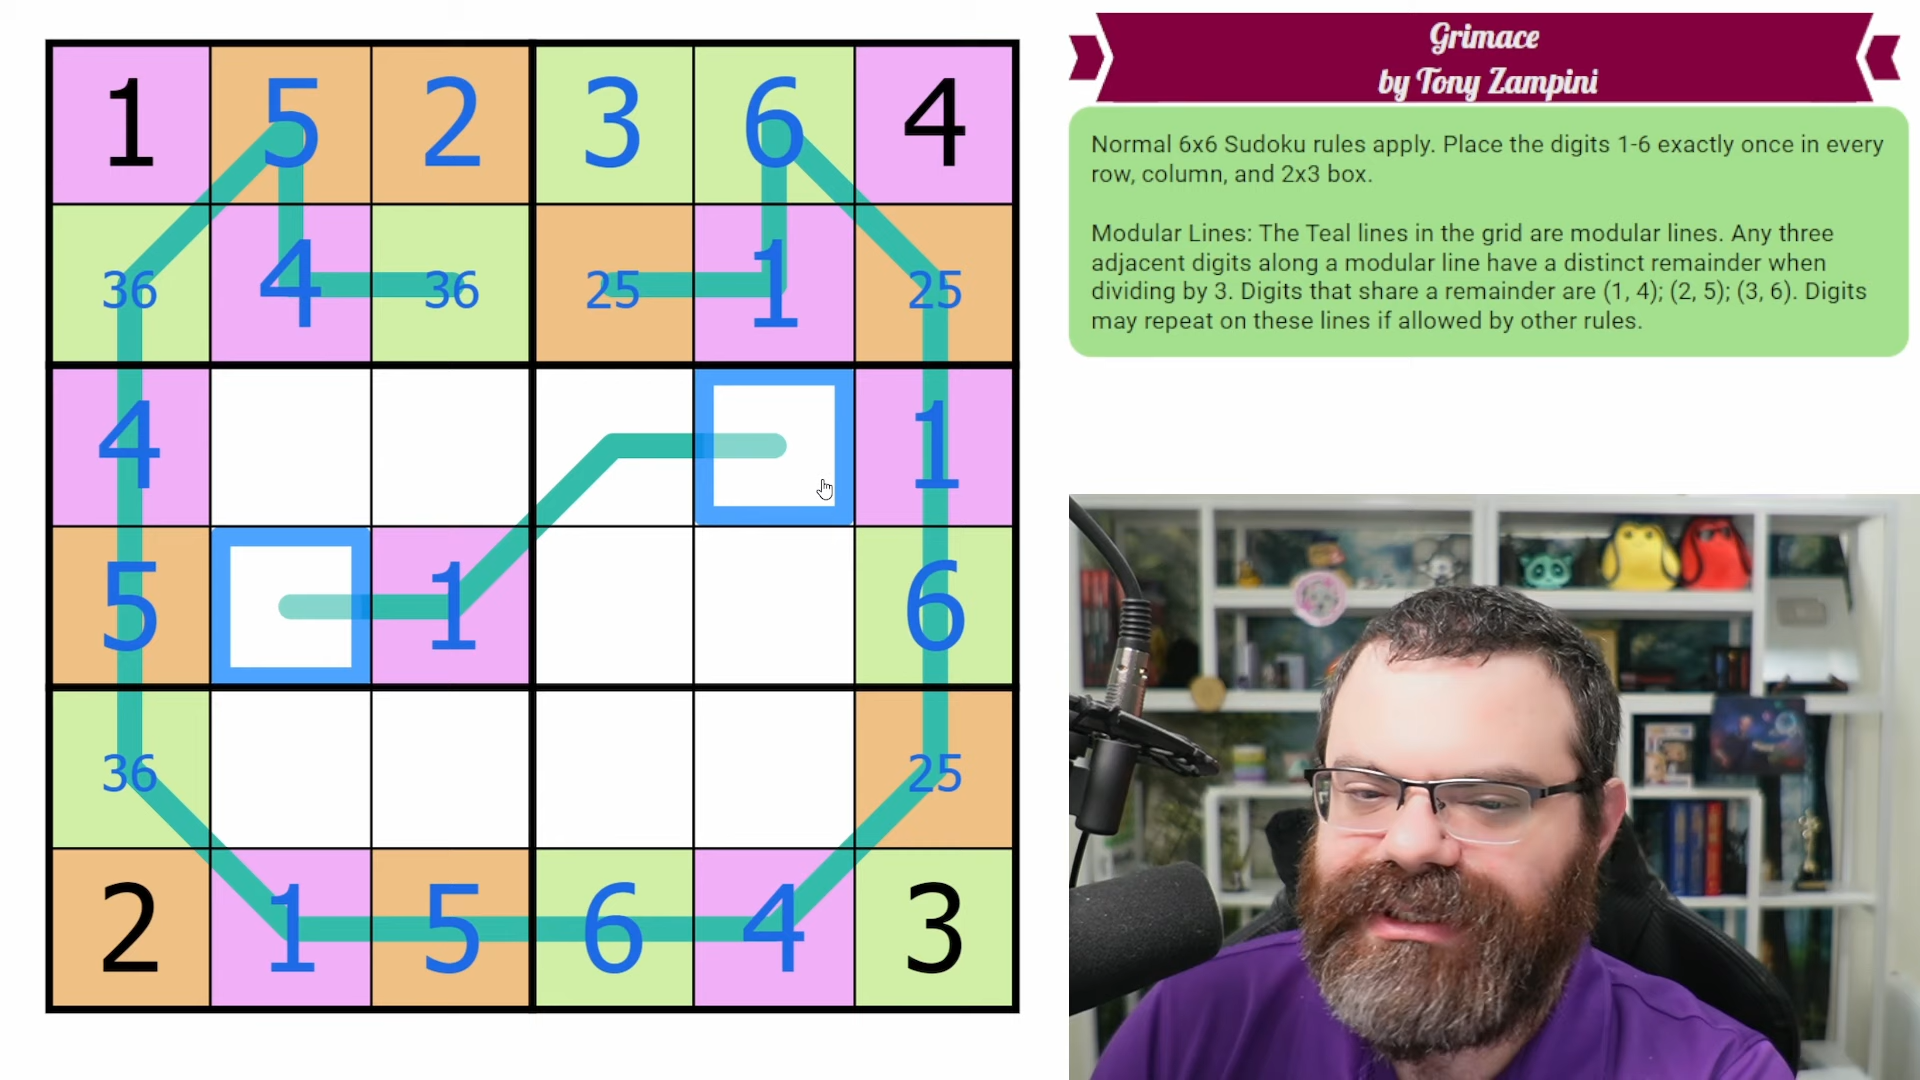 Grimace
by Tony Zampini
Normal 6x6 Sudoku rules apply. Place the digits 1-6 exactly once in every
row, column, and 2x3 box.
Modular Lines: The Teal lines in the grid are modular lines. Any three
adjacent digits along a modular line have a distinct remainder when
dividing by 3. Digits that share a remainder are (1, 4); (2, 5); (3, 6). Digits
may repeat on these lines if allowed by other rules.
1 5 2 3 6 4
36 4 36 25 1 25
4 1
5 1 6
36 25
2 1 5 6 4 3